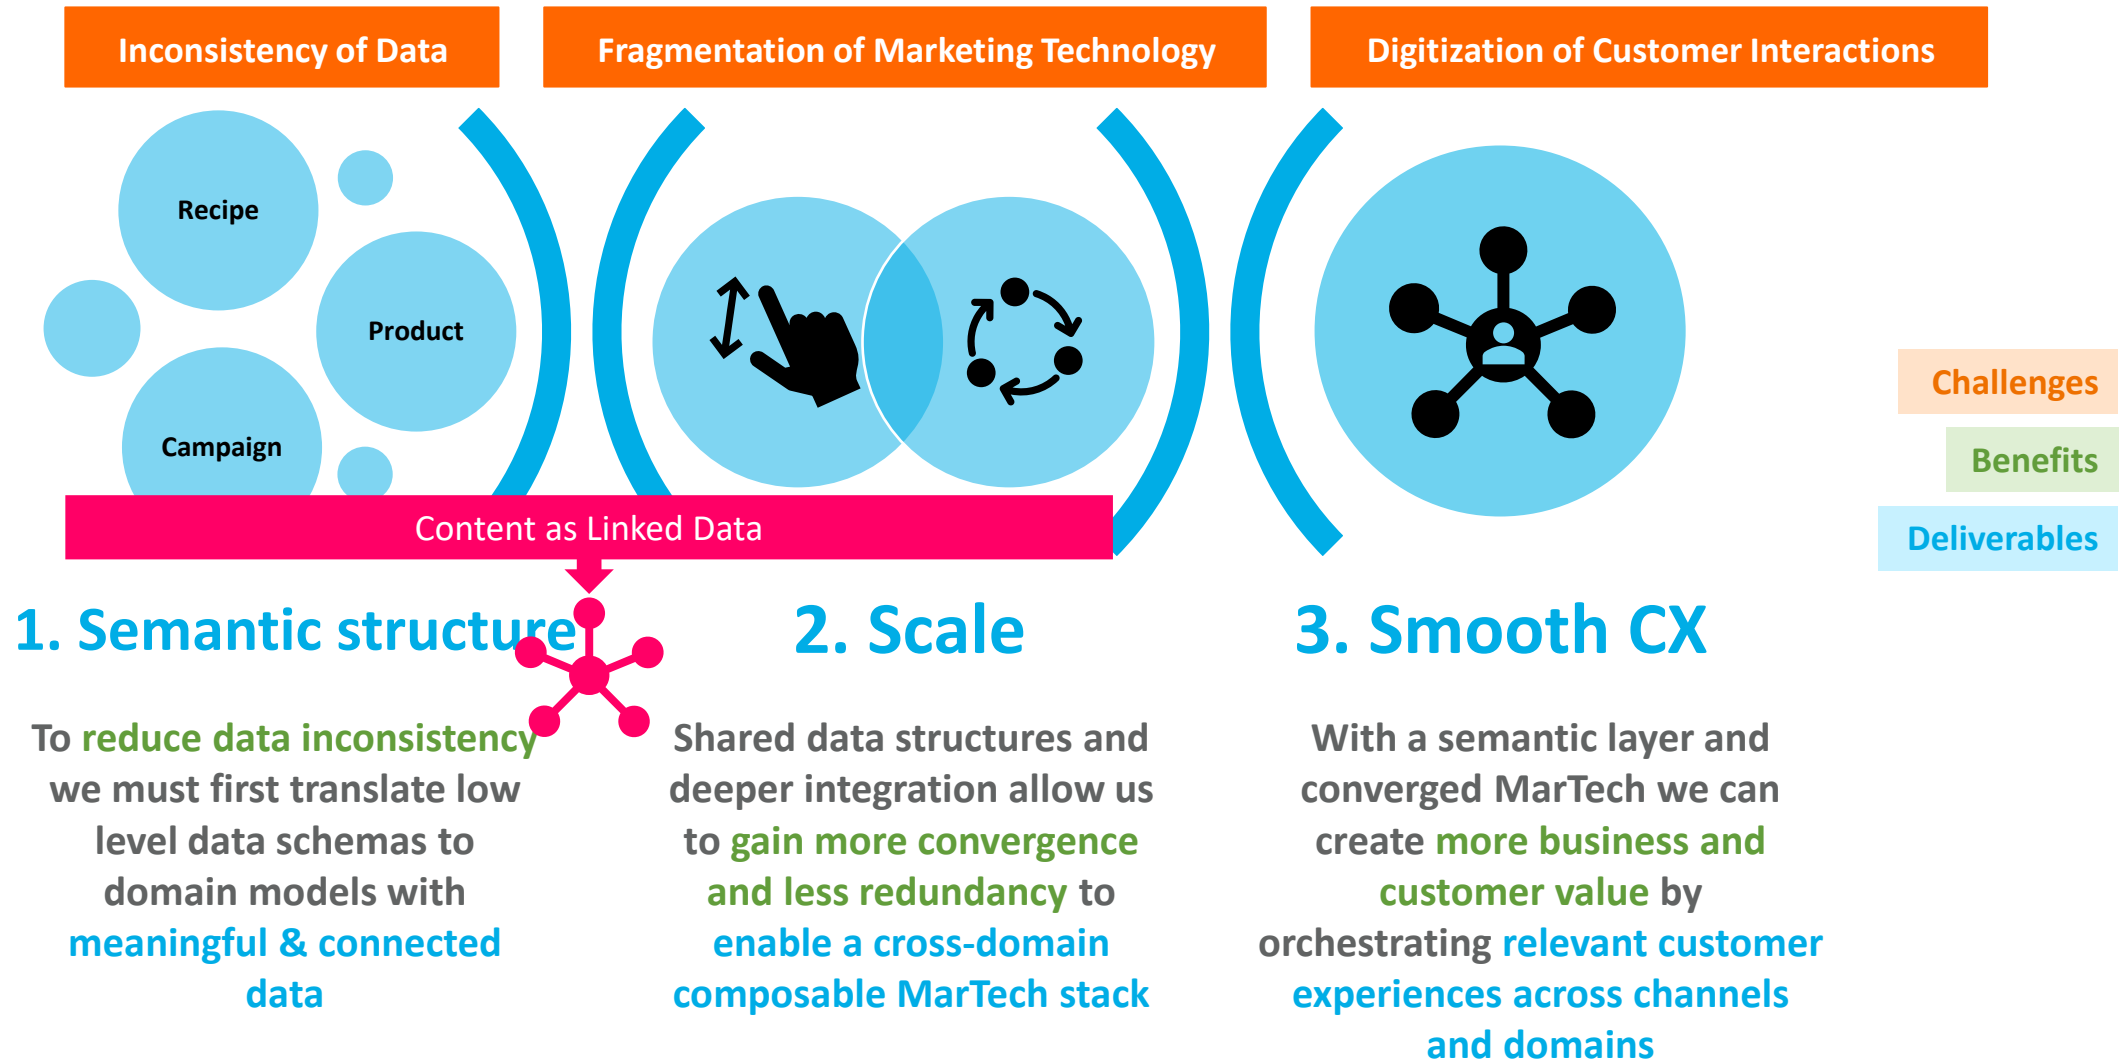 Inconsistency of Data
Fragmentation of Marketing Technology
Digitization of Customer Interactions
Recipe
Product
Campaign
Challenges
Benefits
Deliverables
Content as Linked Data
1. Semantic structure
To reduce data inconsistency
we must first translate low
level data schemas to
domain models with
meaningful & connected
data
2. Scale
Shared data structures and
deeper integration allow us
to gain more convergence
and less redundancy to
enable a cross-domain
composable MarTech stack
3. Smooth CX
With a semantic layer and
converged MarTech we can
create more business and
customer value by
orchestrating relevant customer
experiences across channels
and domains